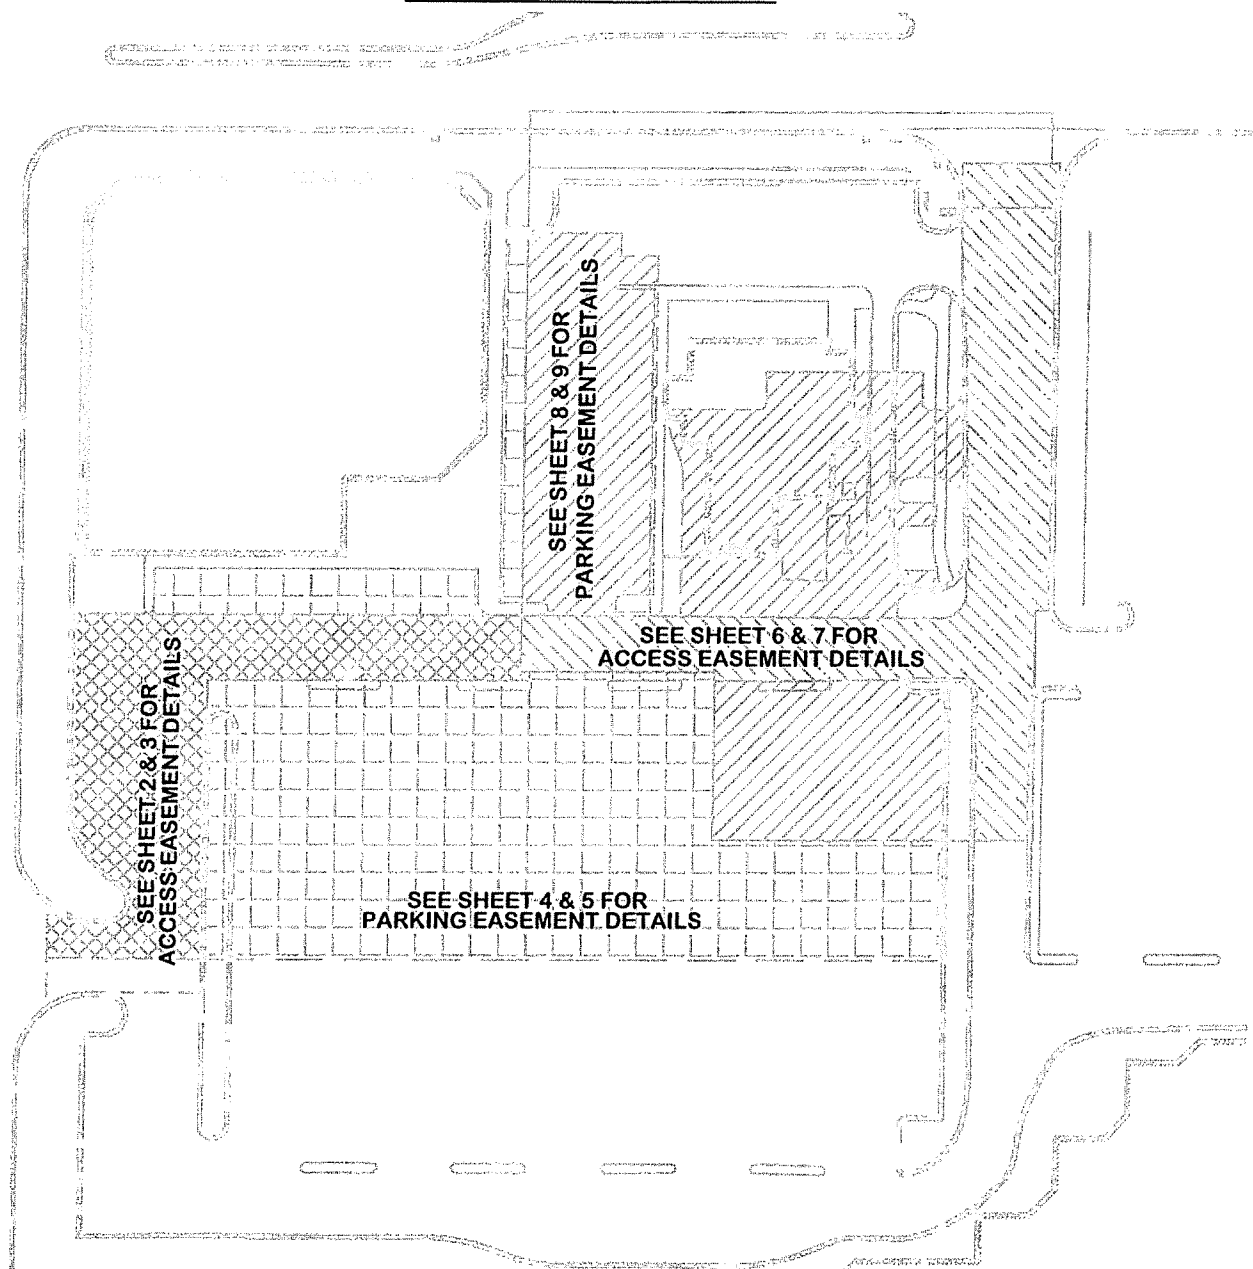 SEE SHEET 8 & 9 FOR
PARKING EASEMENT DETAILS
SEE SHEET 6 & 7 FOR
ACCESS EASEMENT DETAILS
SEE SHEET 2 & 3 FOR
ACCESS EASEMENT DETAILS
SEE SHEET 4 & 5 FOR
PARKING EASEMENT DETAILS